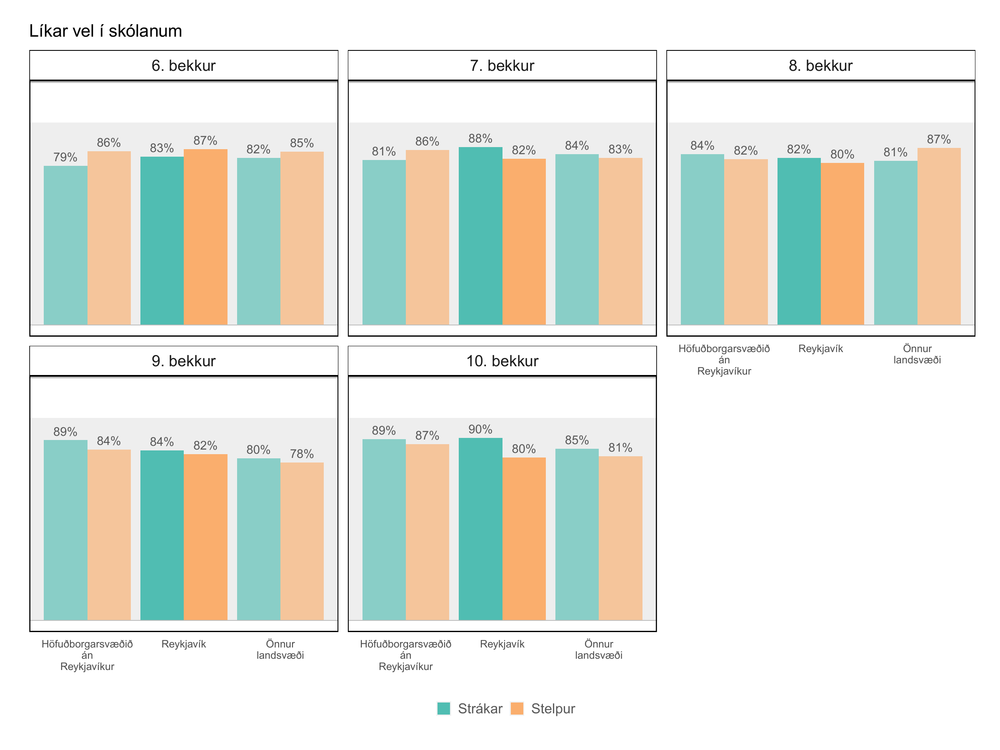 Líkar vel í skólanum
6. bekkur
79%
86%
83%
87%
82%
85%
7. bekkur
81%
86%
88%
82%
84%
83%
8. bekkur
84%
82%
82%
80%
81%
87%
Höfuðborgarsvæðið
án
Reykjavíkur
Reykjavík
Önnur
landsvæði
9. bekkur
89%
84%
84%
82%
80%
78%
Höfuðborgarsvæðið
án
Reykjavíkur
Reykjavík
Önnur
landsvæði
10. bekkur
89%
87%
90%
80%
85%
81%
Höfuðborgarsvæðið
án
Reykjavíkur
Reykjavík
Önnur
landsvæði
Strákar
Stelpur